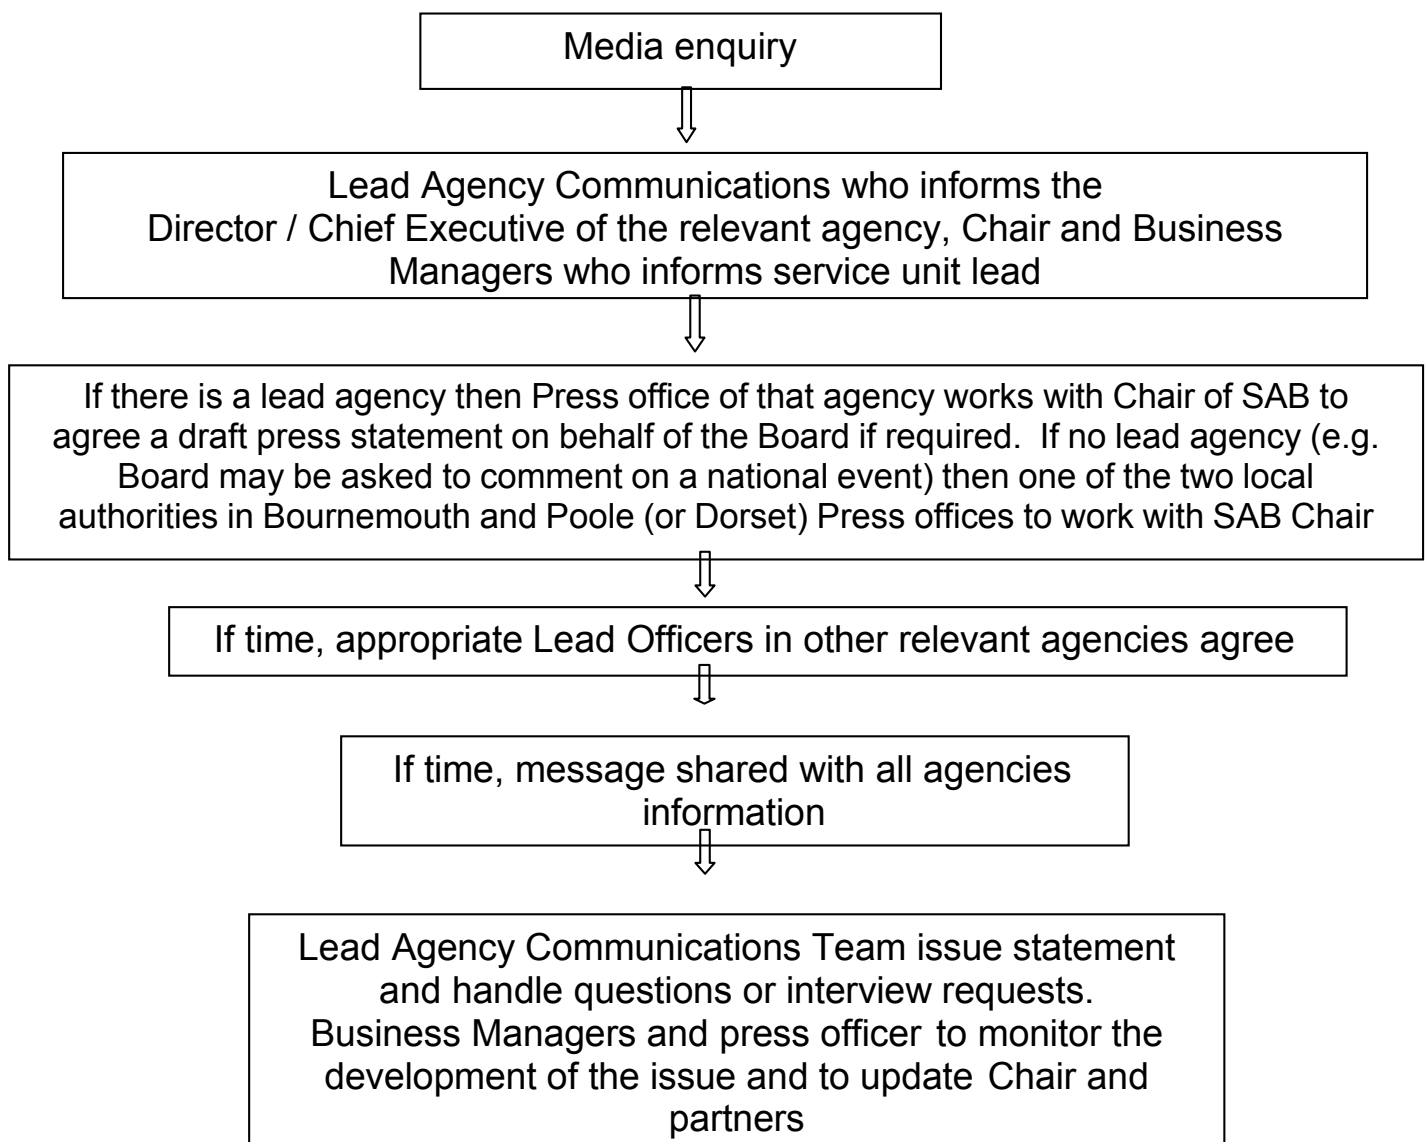 Media enquiry
Lead Agency Communications who informs the
Director / Chief Executive of the relevant agency, Chair and Business
Managers who informs service unit lead
If there is a lead agency then Press office of that agency works with Chair of SAB to
agree a draft press statement on behalf of the Board if required.  If no lead agency (e.g.
Board may be asked to comment on a national event) then one of the two local
authorities in Bournemouth and Poole (or Dorset) Press offices to work with SAB Chair
If time, appropriate Lead Officers in other relevant agencies agree
If time, message shared with all agencies
information
Lead Agency Communications Team issue statement
and handle questions or interview requests.
Business Managers and press officer to monitor the
development of the issue and to update Chair and
partners